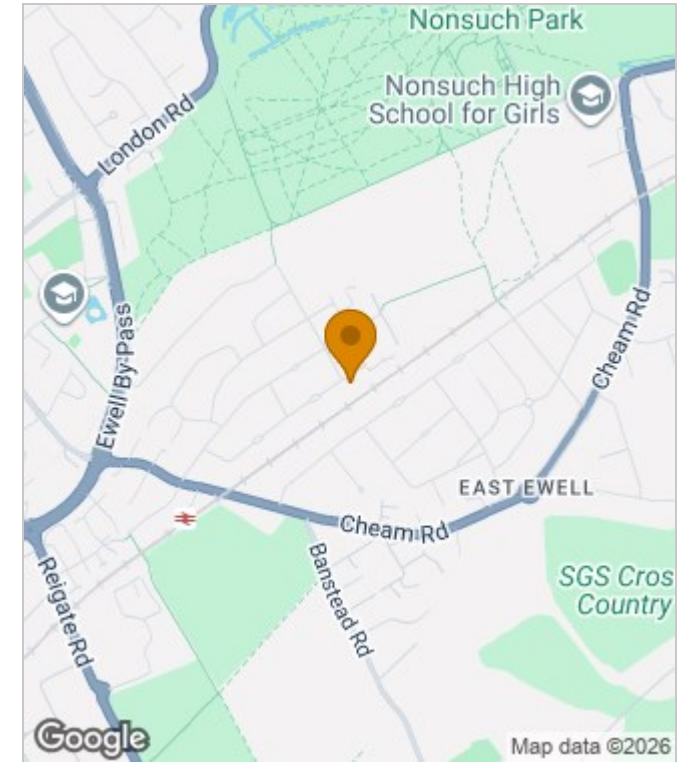 Nonsuch Park
Nonsuch High
School for Girls
London Rd
Ewell By Pass
Cheam Rd
EAST EWELL
Cheam Rd
Banstead Rd
Reigate Rd
SGS Cros
Country
Google
Map data ©2026